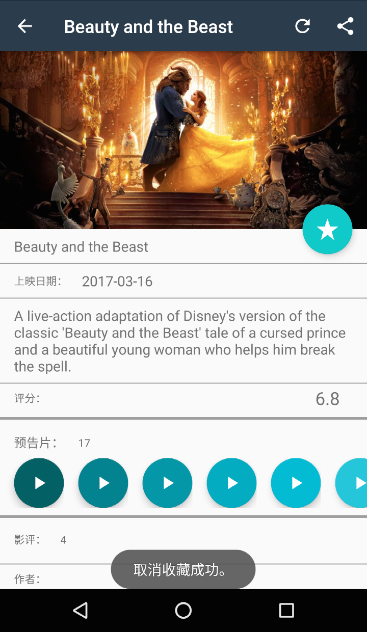 Beauty and the Beast
Beauty and the Beast
上映日期： 2017-03-16
A live-action adaptation of Disney's version of the
classic 'Beauty and the Beast' tale of a cursed prince
and a beautiful young woman who helps him break
the spell.
评分： 6.8
预告片： 17
影评： 4
取消收藏成功。
作者：